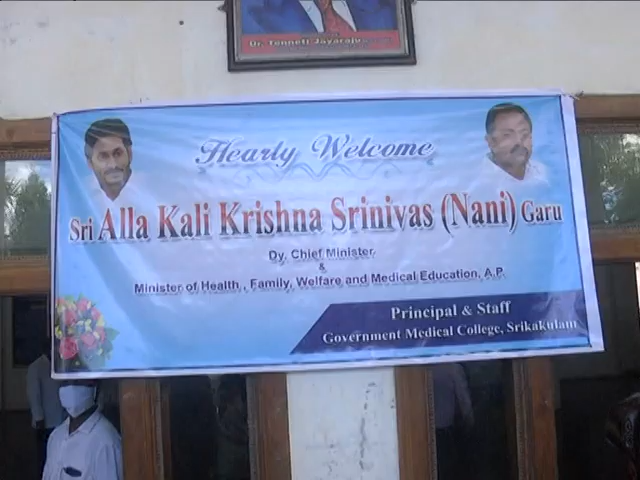 Dr. Tenneti Jayaraju
Hearly Welcome
Sri Alla Kali Krishna Srinivas (Nani) Garu
Dy. Chief Minister
&
Minister of Health , Family, Welfare and Medical Education, A.P.
Principal & Staff
Government Medical College, Srikakulam